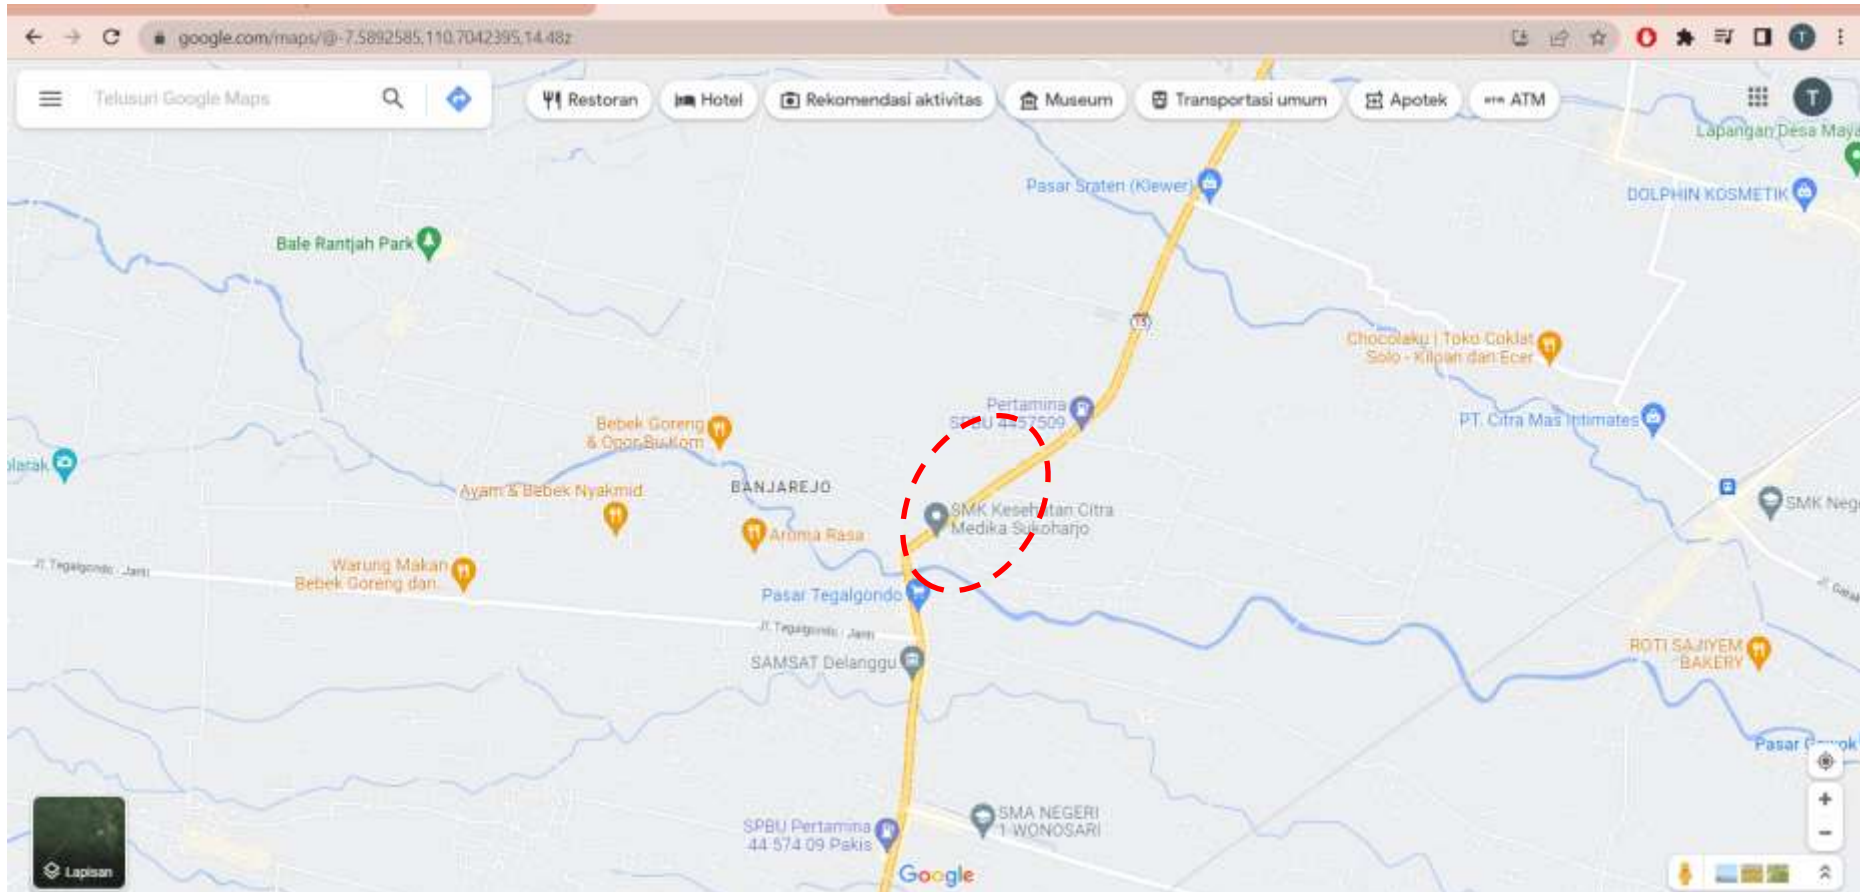 google.com/maps/@-7.5892585,110.7042395,14.48z
Telusuri Google Maps
Restoran
Hotel
Rekomendasi aktivitas
Museum
Transportasi umum
Apotek
ATM
T
T
Lapangan Desa Maya
Pasar Sraten (Klewer)
DOLPHIN KOSMETIK
Bale Rantjah Park
15
Chocolaku | Toko Coklat
Solo - Kiloan dan Ecer
Pertamina
SPBU 4457509
Bebek Goreng
& Opor Bu Kom
PT. Citra Mas Intimates
Ayam & Bebek Nyakmid
BANJAREJO
SMK Kesehatan Citra
Medika Sukoharjo
SMK Neg
Aroma Rasa
Jl. Tegalgondo - Janti
Warung Makan
Bebek Goreng dan...
Pasar Tegalgondo
Jl. Tegalgondo - Janti
SAMSAT Delanggu
ROTI SAJIYEM
BAKERY
Pasar Gawok
SMA NEGERI
1 WONOSARI
SPBU Pertamina
44 574 09 Pakis
Lapisan
Google